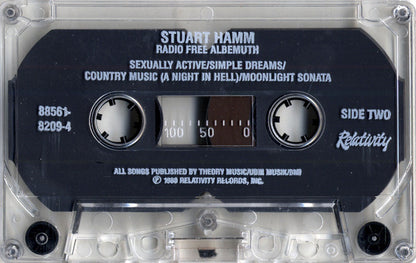 STUART HAMM
RADIO FREE ALBEMUTH
SEXUALLY ACTIVE/SIMPLE DREAMS/
COUNTRY MUSIC (A NIGHT IN HELL)/MOONLIGHT SONATA
88561-
8209-4
SIDE TWO
100 50 0
Relativity
ALL SONGS PUBLISHED BY THEORY MUSIC/USIM MUSIK/BMI
℗ 1988 RELATIVITY RECORDS, INC.